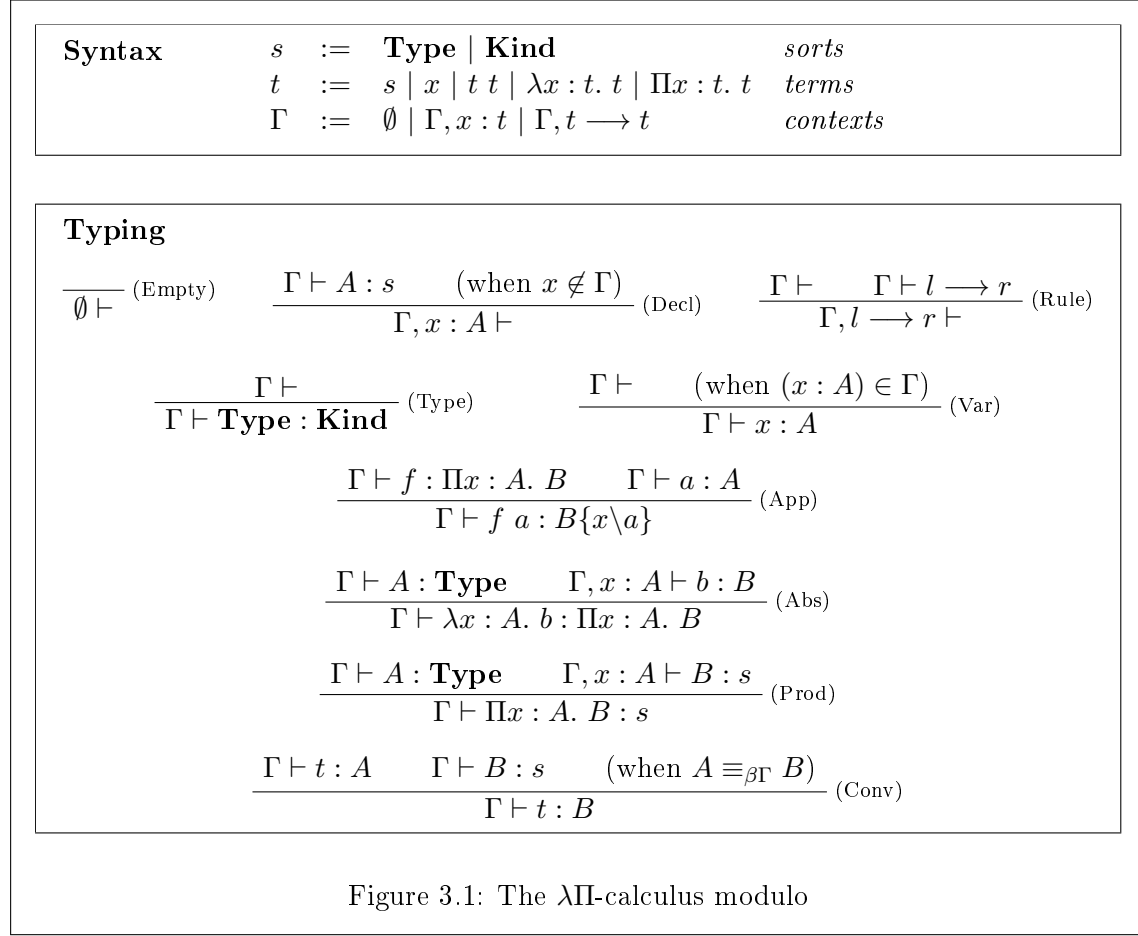 Syntax s := Type | Kind sorts
t := s | x | t t | λx : t. t | Πx : t. t terms
Γ := ∅ | Γ, x : t | Γ, t ⟶ t contexts
Typing
∅ ⊢ (Empty)
Γ ⊢ A : s (when x ∉ Γ)
Γ, x : A ⊢ (Decl)
Γ ⊢ Γ ⊢ l ⟶ r
Γ, l ⟶ r ⊢ (Rule)
Γ ⊢
Γ ⊢ Type : Kind (Type)
Γ ⊢ (when (x : A) ∈ Γ)
Γ ⊢ x : A (Var)
Γ ⊢ f : Πx : A. B Γ ⊢ a : A
Γ ⊢ f a : B{x\a} (App)
Γ ⊢ A : Type Γ, x : A ⊢ b : B
Γ ⊢ λx : A. b : Πx : A. B (Abs)
Γ ⊢ A : Type Γ, x : A ⊢ B : s
Γ ⊢ Πx : A. B : s (Prod)
Γ ⊢ t : A Γ ⊢ B : s (when A ≡βΓ B)
Γ ⊢ t : B (Conv)
Figure 3.1: The λΠ-calculus modulo